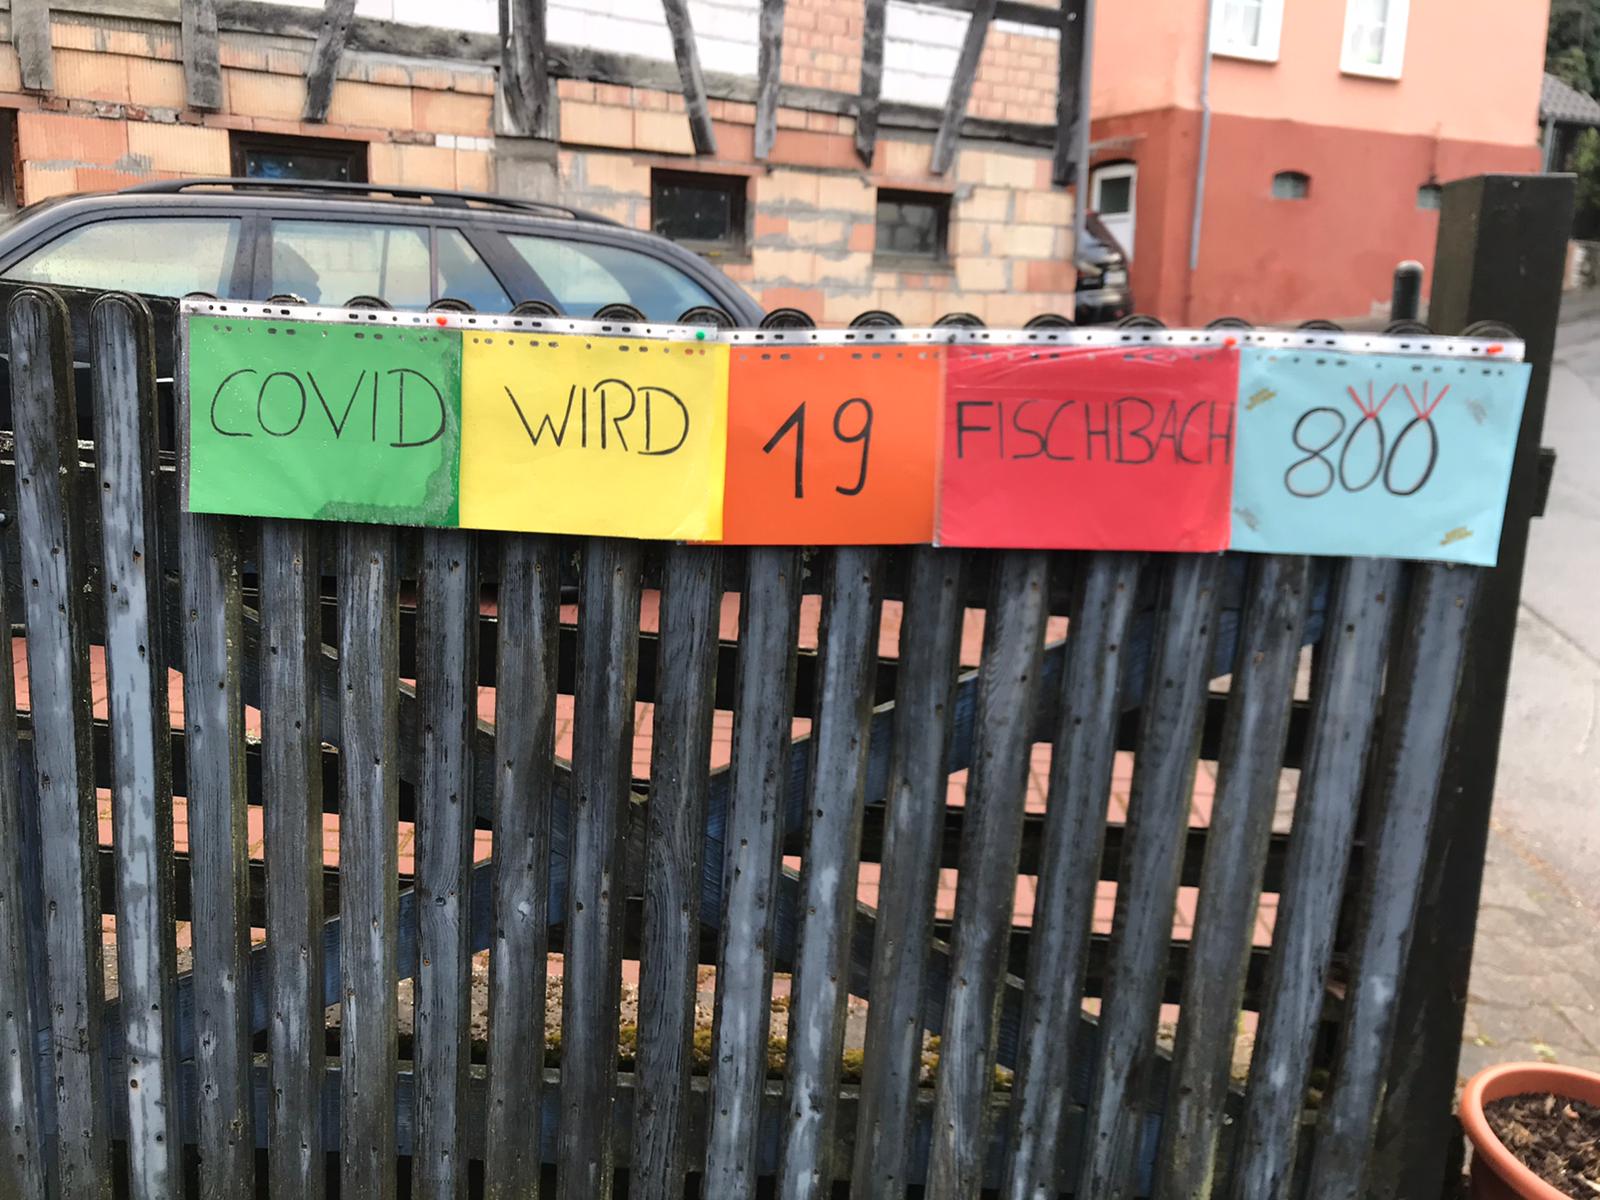 COVID WIRD 19 FISCHBACH 800